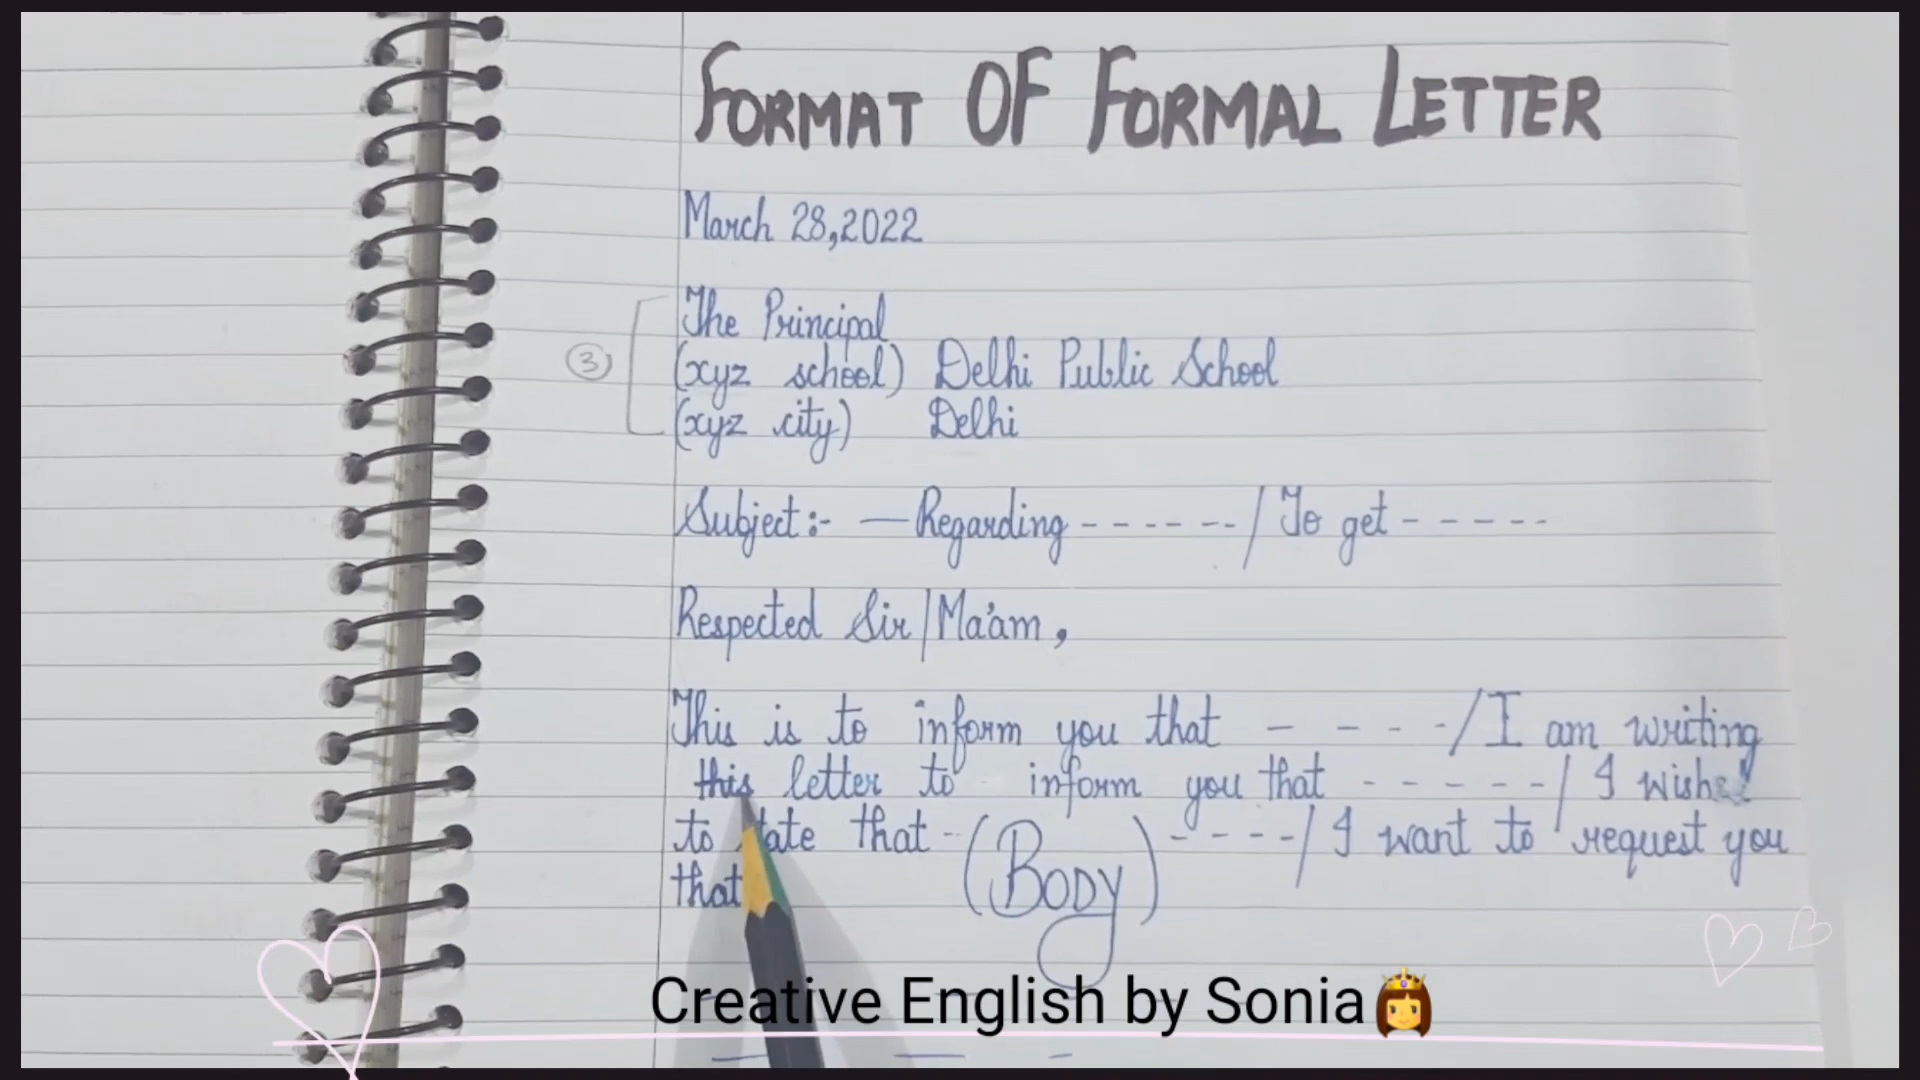 FORMAT OF FORMAL LETTER
March 28,2022
The Principal
③ (xyz school) Delhi Public School
(xyz city) Delhi
Subject:- — Regarding - - - - - - -/ To get - - - - -
Respected Sir/Ma'am,
This is to inform you that - - - -/I am writing
this letter to inform you that - - - - -/ I wish
to state that -- (BODY) - - - -/ I want to request you
that
Creative English by Sonia👸